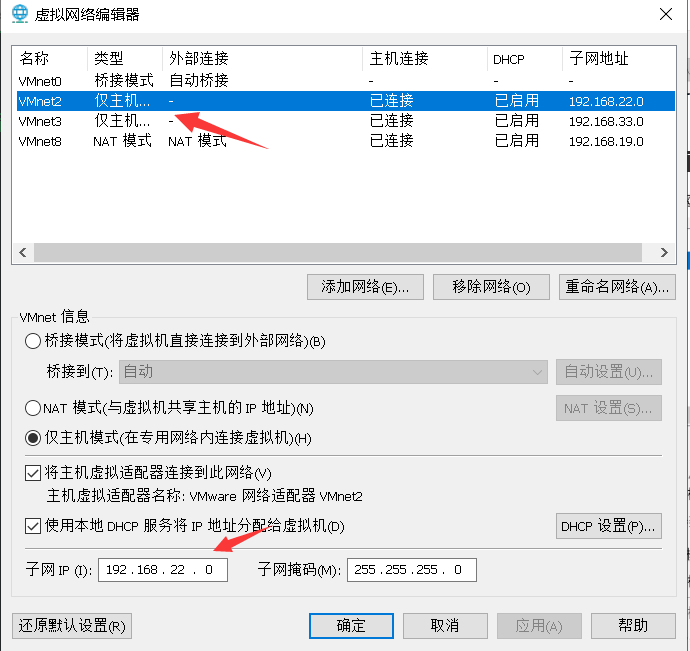 虚拟网络编辑器
名称 类型 外部连接 主机连接 DHCP 子网地址
VMnet0 桥接模式 自动桥接 - - -
VMnet2 仅主机... - 已连接 已启用 192.168.22.0
VMnet3 仅主机... - 已连接 已启用 192.168.33.0
VMnet8 NAT 模式 NAT 模式 已连接 已启用 192.168.19.0
添加网络(E)... 移除网络(O) 重命名网络(A)...
VMnet 信息
桥接模式(将虚拟机直接连接到外部网络)(B)
桥接到(T): 自动 自动设置(U)...
NAT 模式(与虚拟机共享主机的 IP 地址)(N) NAT 设置(S)...
仅主机模式(在专用网络内连接虚拟机)(H)
将主机虚拟适配器连接到此网络(V)
主机虚拟适配器名称: VMware 网络适配器 VMnet2
使用本地 DHCP 服务将 IP 地址分配给虚拟机(D) DHCP 设置(P)...
子网 IP (I): 192 . 168 . 22 . 0 子网掩码(M): 255 . 255 . 255 . 0
还原默认设置(R) 确定 取消 应用(A) 帮助